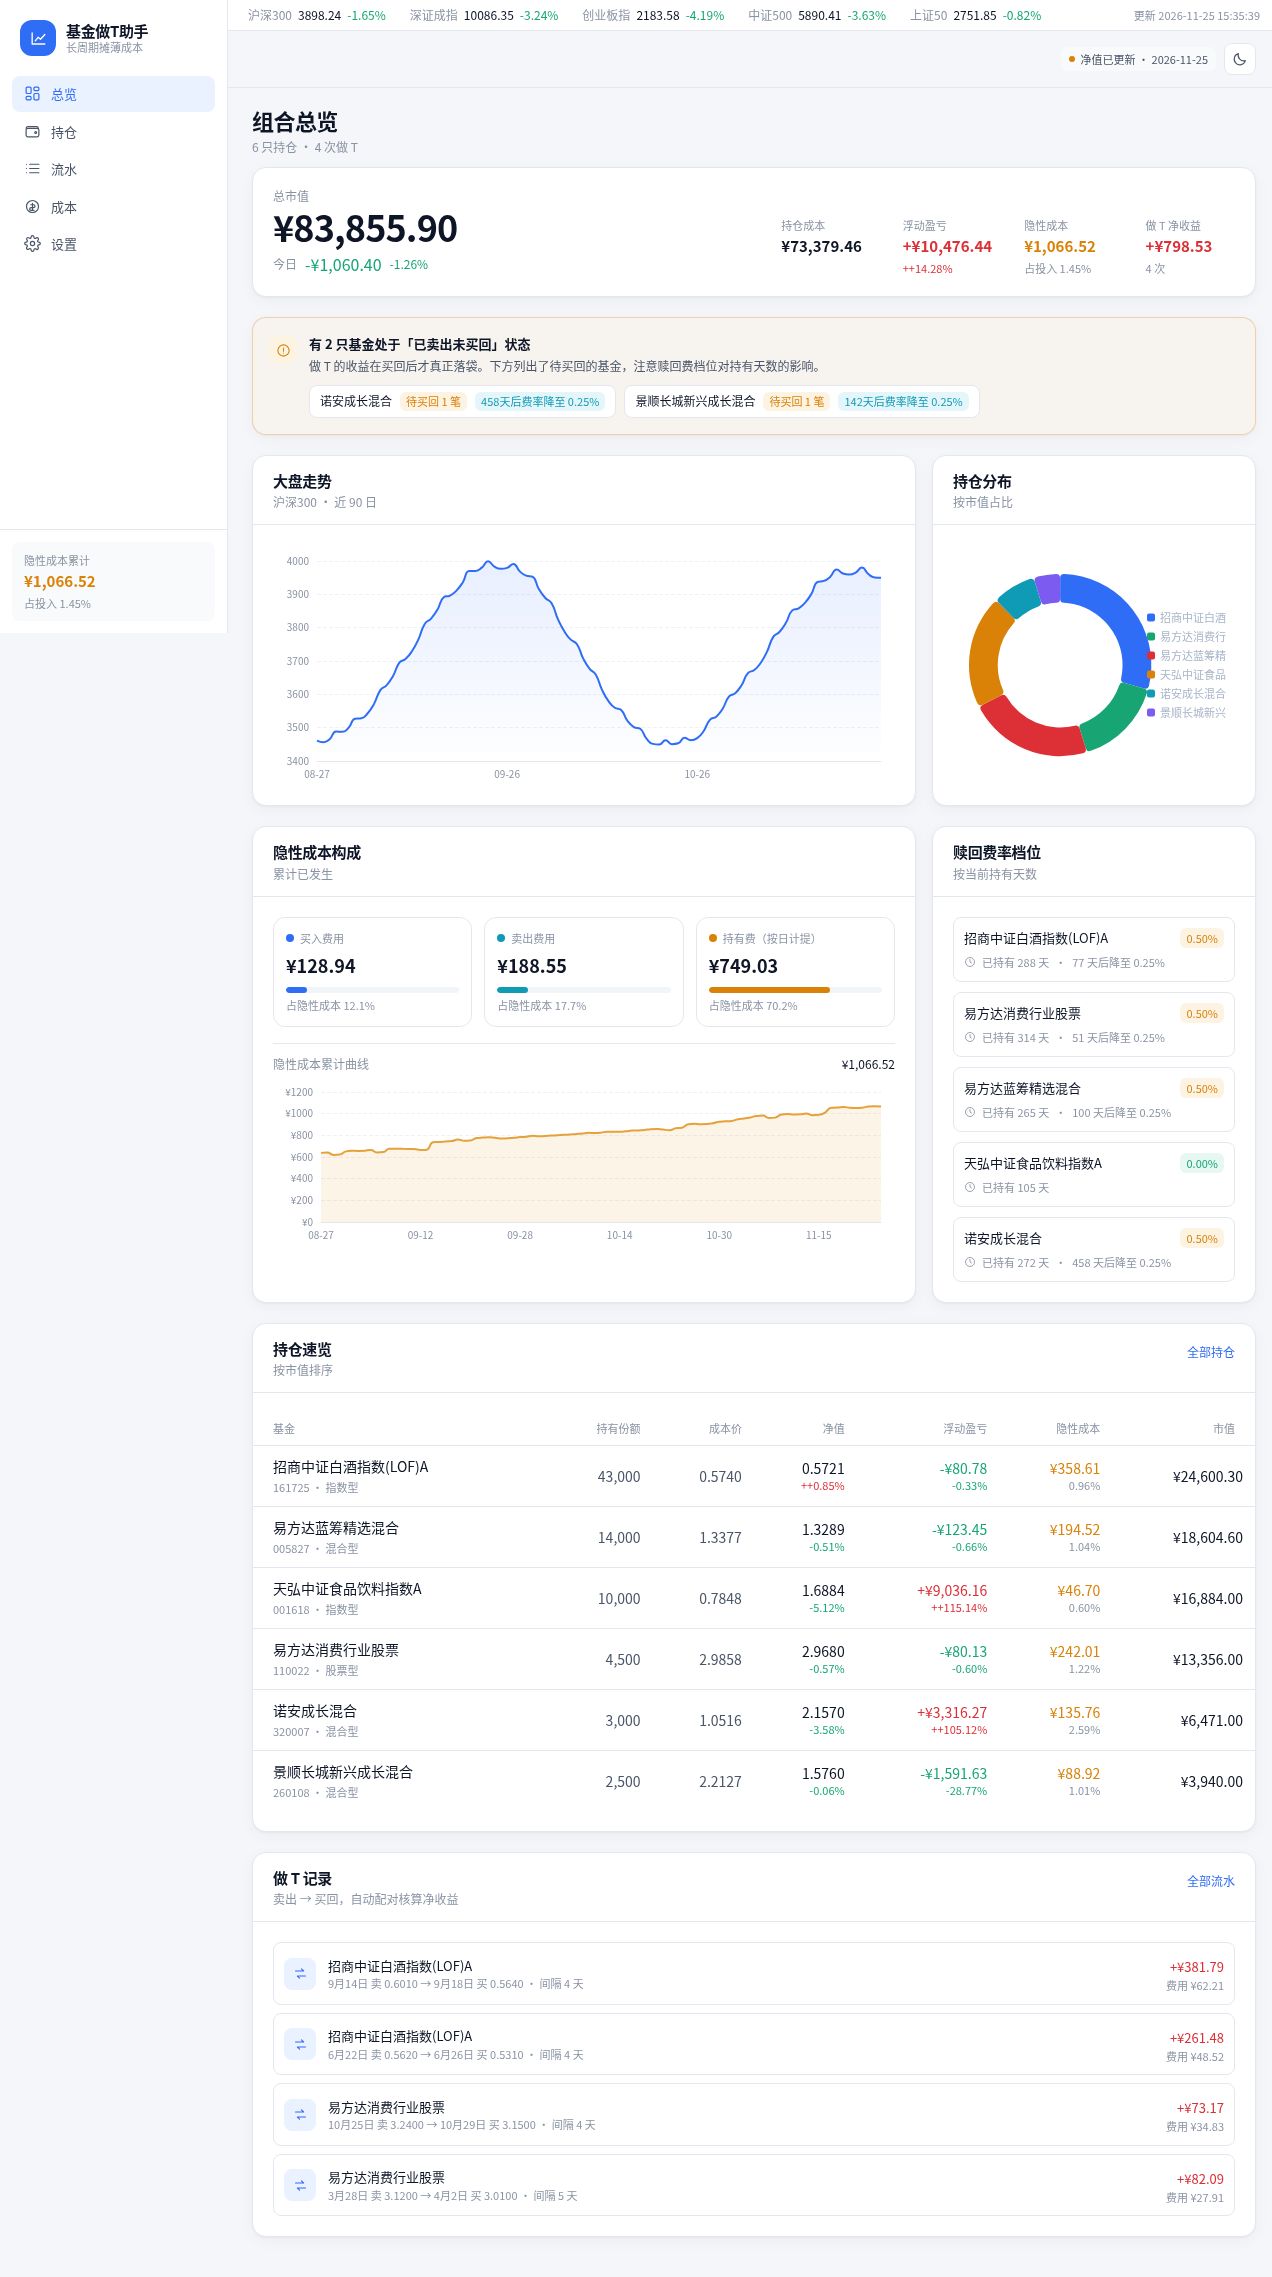 基金做T助手
长周期摊薄成本
总览
持仓
流水
成本
设置
隐性成本累计
¥1,066.52
占投入 1.45%
沪深300 3898.24 -1.65% 深证成指 10086.35 -3.24% 创业板指 2183.58 -4.19% 中证500 5890.41 -3.63% 上证50 2751.85 -0.82% 更新 2026-11-25 15:35:39
净值已更新 · 2026-11-25
组合总览
6 只持仓 · 4 次做 T
总市值
¥83,855.90
今日 -¥1,060.40 -1.26%
持仓成本 浮动盈亏 隐性成本 做 T 净收益
¥73,379.46 +¥10,476.44 ¥1,066.52 +¥798.53
++14.28% 占投入 1.45% 4 次
有 2 只基金处于「已卖出未买回」状态
做 T 的收益在买回后才真正落袋。下方列出了待买回的基金，注意赎回费档位对持有天数的影响。
诺安成长混合 待买回 1 笔 458天后费率降至 0.25% 景顺长城新兴成长混合 待买回 1 笔 142天后费率降至 0.25%
大盘走势
沪深300 · 近 90 日
4000
3900
3800
3700
3600
3500
3400
08-27 09-26 10-26
持仓分布
按市值占比
招商中证白酒
易方达消费行
易方达蓝筹精
天弘中证食品
诺安成长混合
景顺长城新兴
隐性成本构成
累计已发生
买入费用
¥128.94
占隐性成本 12.1%
卖出费用
¥188.55
占隐性成本 17.7%
持有费（按日计提）
¥749.03
占隐性成本 70.2%
隐性成本累计曲线 ¥1,066.52
¥1200
¥1000
¥800
¥600
¥400
¥200
¥0
08-27 09-12 09-28 10-14 10-30 11-15
赎回费率档位
按当前持有天数
招商中证白酒指数(LOF)A 0.50%
已持有 288 天 · 77 天后降至 0.25%
易方达消费行业股票 0.50%
已持有 314 天 · 51 天后降至 0.25%
易方达蓝筹精选混合 0.50%
已持有 265 天 · 100 天后降至 0.25%
天弘中证食品饮料指数A 0.00%
已持有 105 天
诺安成长混合 0.50%
已持有 272 天 · 458 天后降至 0.25%
持仓速览 全部持仓
按市值排序
基金 持有份额 成本价 净值 浮动盈亏 隐性成本 市值
招商中证白酒指数(LOF)A 43,000 0.5740 0.5721 -¥80.78 ¥358.61 ¥24,600.30
161725 · 指数型 ++0.85% -0.33% 0.96%
易方达蓝筹精选混合 14,000 1.3377 1.3289 -¥123.45 ¥194.52 ¥18,604.60
005827 · 混合型 -0.51% -0.66% 1.04%
天弘中证食品饮料指数A 10,000 0.7848 1.6884 +¥9,036.16 ¥46.70 ¥16,884.00
001618 · 指数型 -5.12% ++115.14% 0.60%
易方达消费行业股票 4,500 2.9858 2.9680 -¥80.13 ¥242.01 ¥13,356.00
110022 · 股票型 -0.57% -0.60% 1.22%
诺安成长混合 3,000 1.0516 2.1570 +¥3,316.27 ¥135.76 ¥6,471.00
320007 · 混合型 -3.58% ++105.12% 2.59%
景顺长城新兴成长混合 2,500 2.2127 1.5760 -¥1,591.63 ¥88.92 ¥3,940.00
260108 · 混合型 -0.06% -28.77% 1.01%
做 T 记录 全部流水
卖出 → 买回，自动配对核算净收益
招商中证白酒指数(LOF)A +¥381.79
9月14日 卖 0.6010 → 9月18日 买 0.5640 · 间隔 4 天 费用 ¥62.21
招商中证白酒指数(LOF)A +¥261.48
6月22日 卖 0.5620 → 6月26日 买 0.5310 · 间隔 4 天 费用 ¥48.52
易方达消费行业股票 +¥73.17
10月25日 卖 3.2400 → 10月29日 买 3.1500 · 间隔 4 天 费用 ¥34.83
易方达消费行业股票 +¥82.09
3月28日 卖 3.1200 → 4月2日 买 3.0100 · 间隔 5 天 费用 ¥27.91